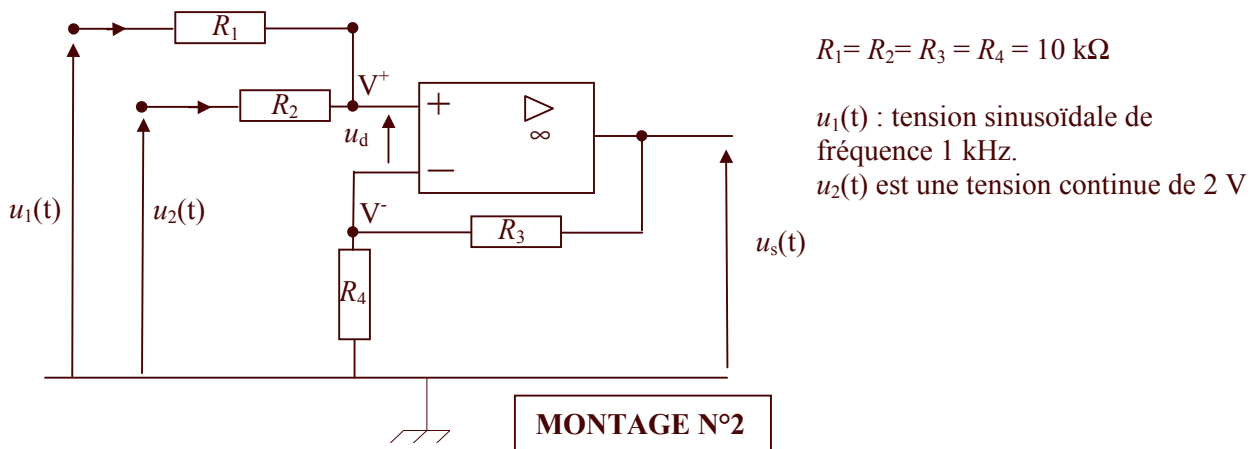 R1
R1= R2= R3 = R4 = 10 kΩ
V+
+
▷
∞
R2
ud
—
u1(t) : tension sinusoïdale de
fréquence 1 kHz.
u2(t) est une tension continue de 2 V
u1(t)
u2(t)
V-
R3
us(t)
R4
MONTAGE N°2